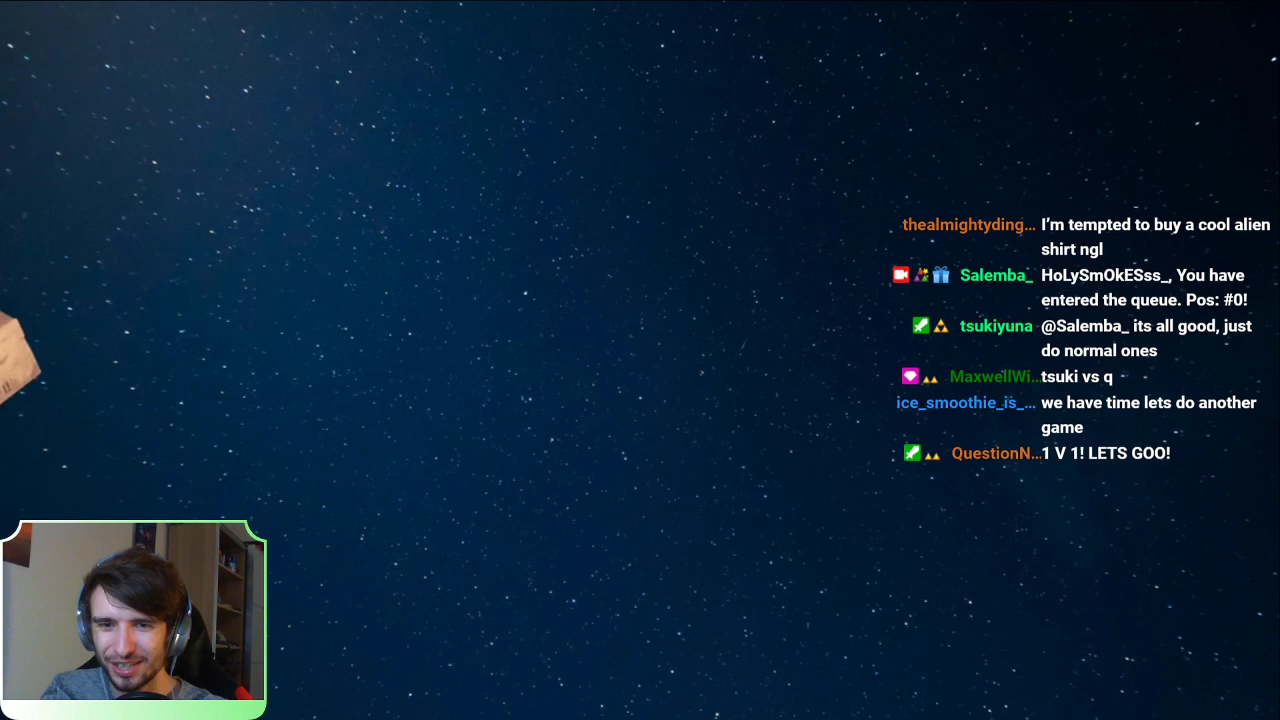 thealmightyding… I’m tempted to buy a cool alien
shirt ngl
Salemba_ HoLySmOkESss_, You have
entered the queue. Pos: #0!
tsukiyuna @Salemba_ its all good, just
do normal ones
MaxwellWi… tsuki vs q
ice_smoothie_is_… we have time lets do another
game
QuestionN… 1 V 1! LETS GOO!